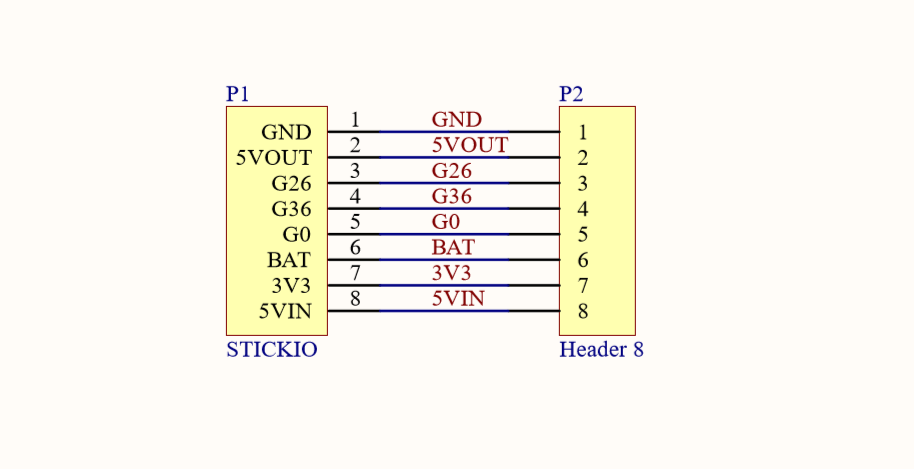 P1 P2
1 GND
GND 1
2 5VOUT
5VOUT 2
3 G26
G26 3
4 G36
G36 4
5 G0
G0 5
6 BAT
BAT 6
7 3V3
3V3 7
8 5VIN
5VIN 8
STICKIO Header 8